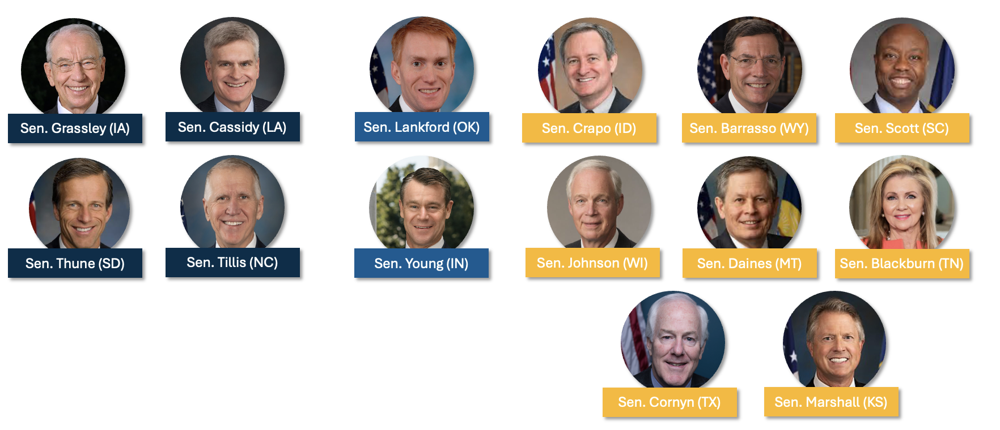 Sen. Grassley (IA)
Sen. Cassidy (LA)
Sen. Lankford (OK)
Sen. Crapo (ID)
Sen. Barrasso (WY)
Sen. Scott (SC)
Sen. Thune (SD)
Sen. Tillis (NC)
Sen. Young (IN)
Sen. Johnson (WI)
Sen. Daines (MT)
Sen. Blackburn (TN)
Sen. Cornyn (TX)
Sen. Marshall (KS)